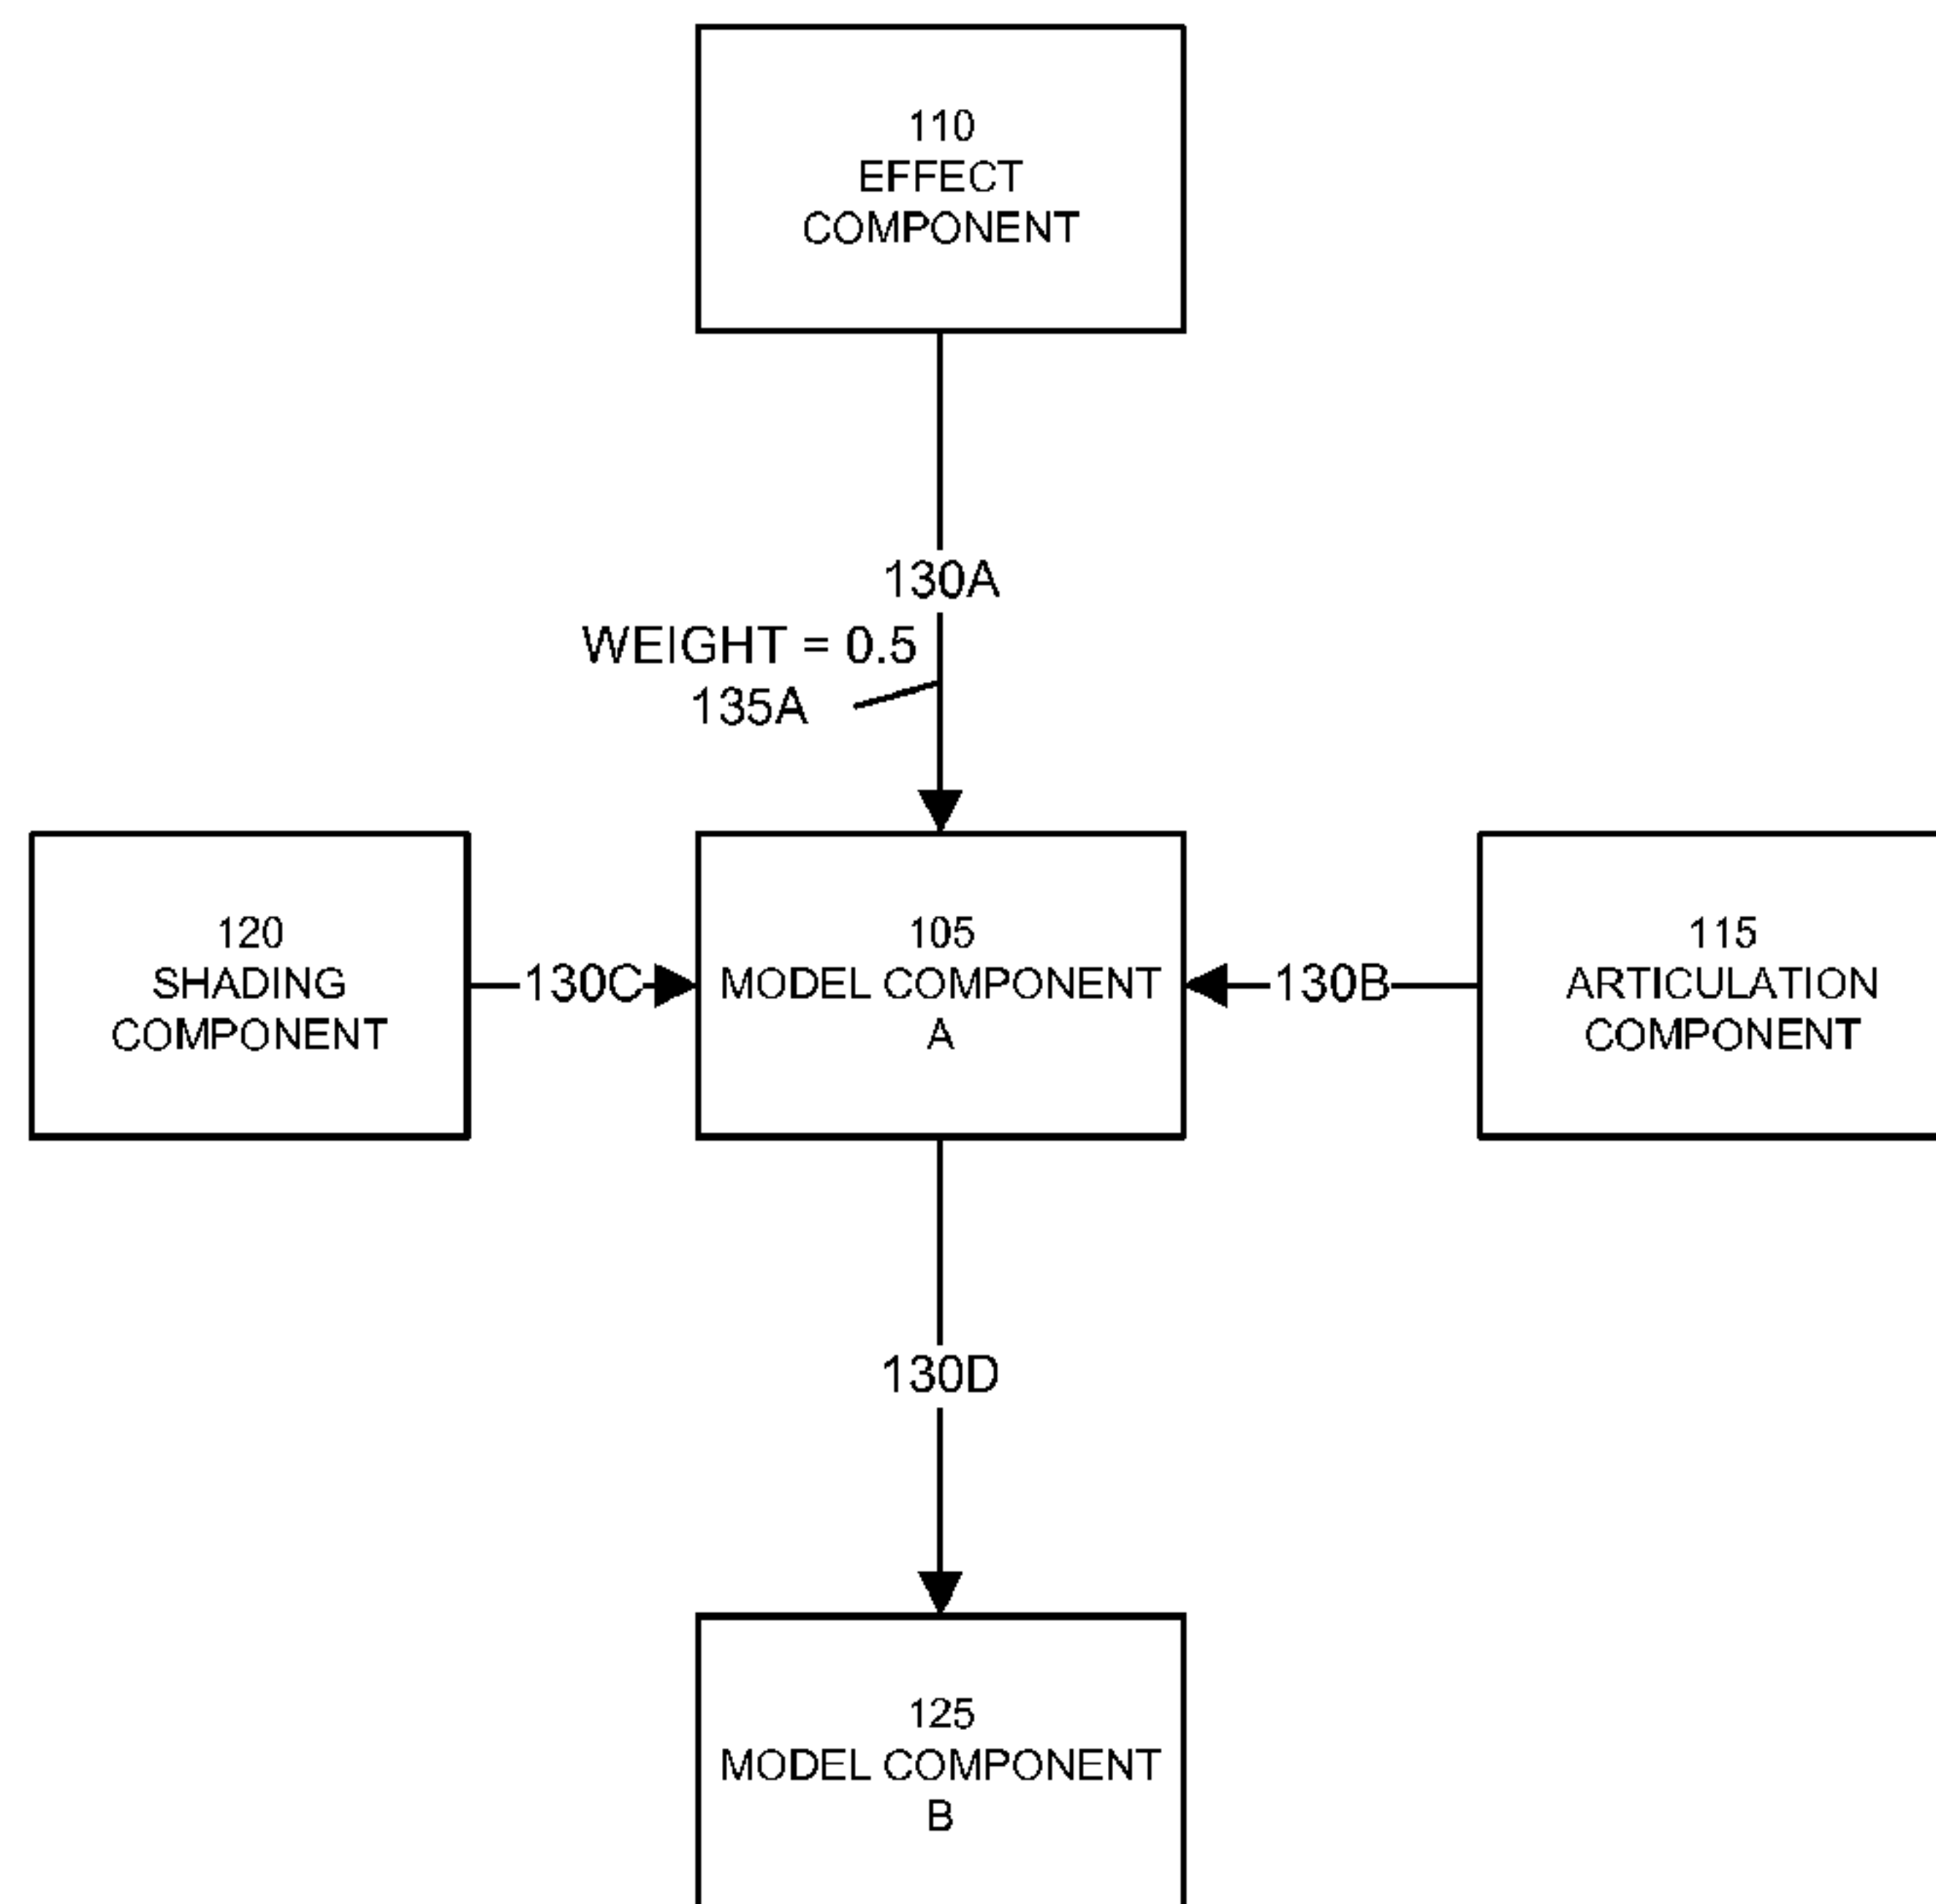 110
EFFECT
COMPONENT
130A
WEIGHT = 0.5
135A
120
SHADING
COMPONENT
130C
105
MODEL COMPONENT
A
130B
115
ARTICULATION
COMPONENT
130D
125
MODEL COMPONENT
B